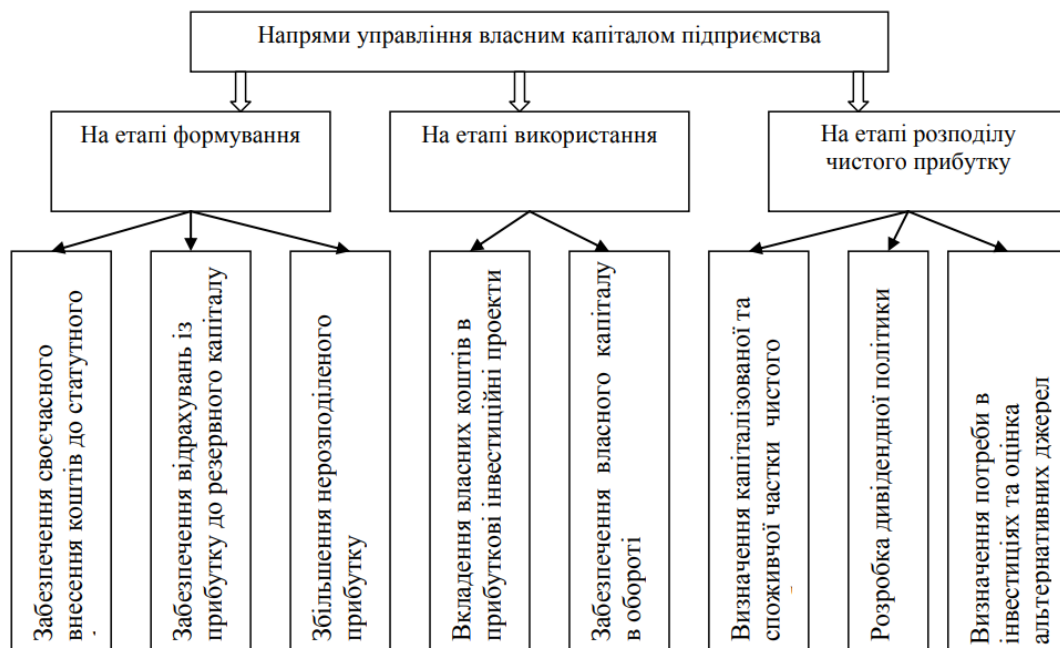 Напрями управління власним капіталом підприємства
На етапі формування
На етапі використання
На етапі розподілу
чистого прибутку
Забезпечення своєчасного
внесення коштів до статутного
Забезпечення відрахувань із
прибутку до резервного капіталу
Збільшення нерозподіленого
прибутку
Вкладення власних коштів в
прибуткові інвестиційні проекти
Забезпечення власного капіталу
в обороті
Визначення капіталізованої та
споживчої частки чистого
Розробка дивідендної політики
Визначення потреби в
інвестиціях та оцінка
альтернативних джерел